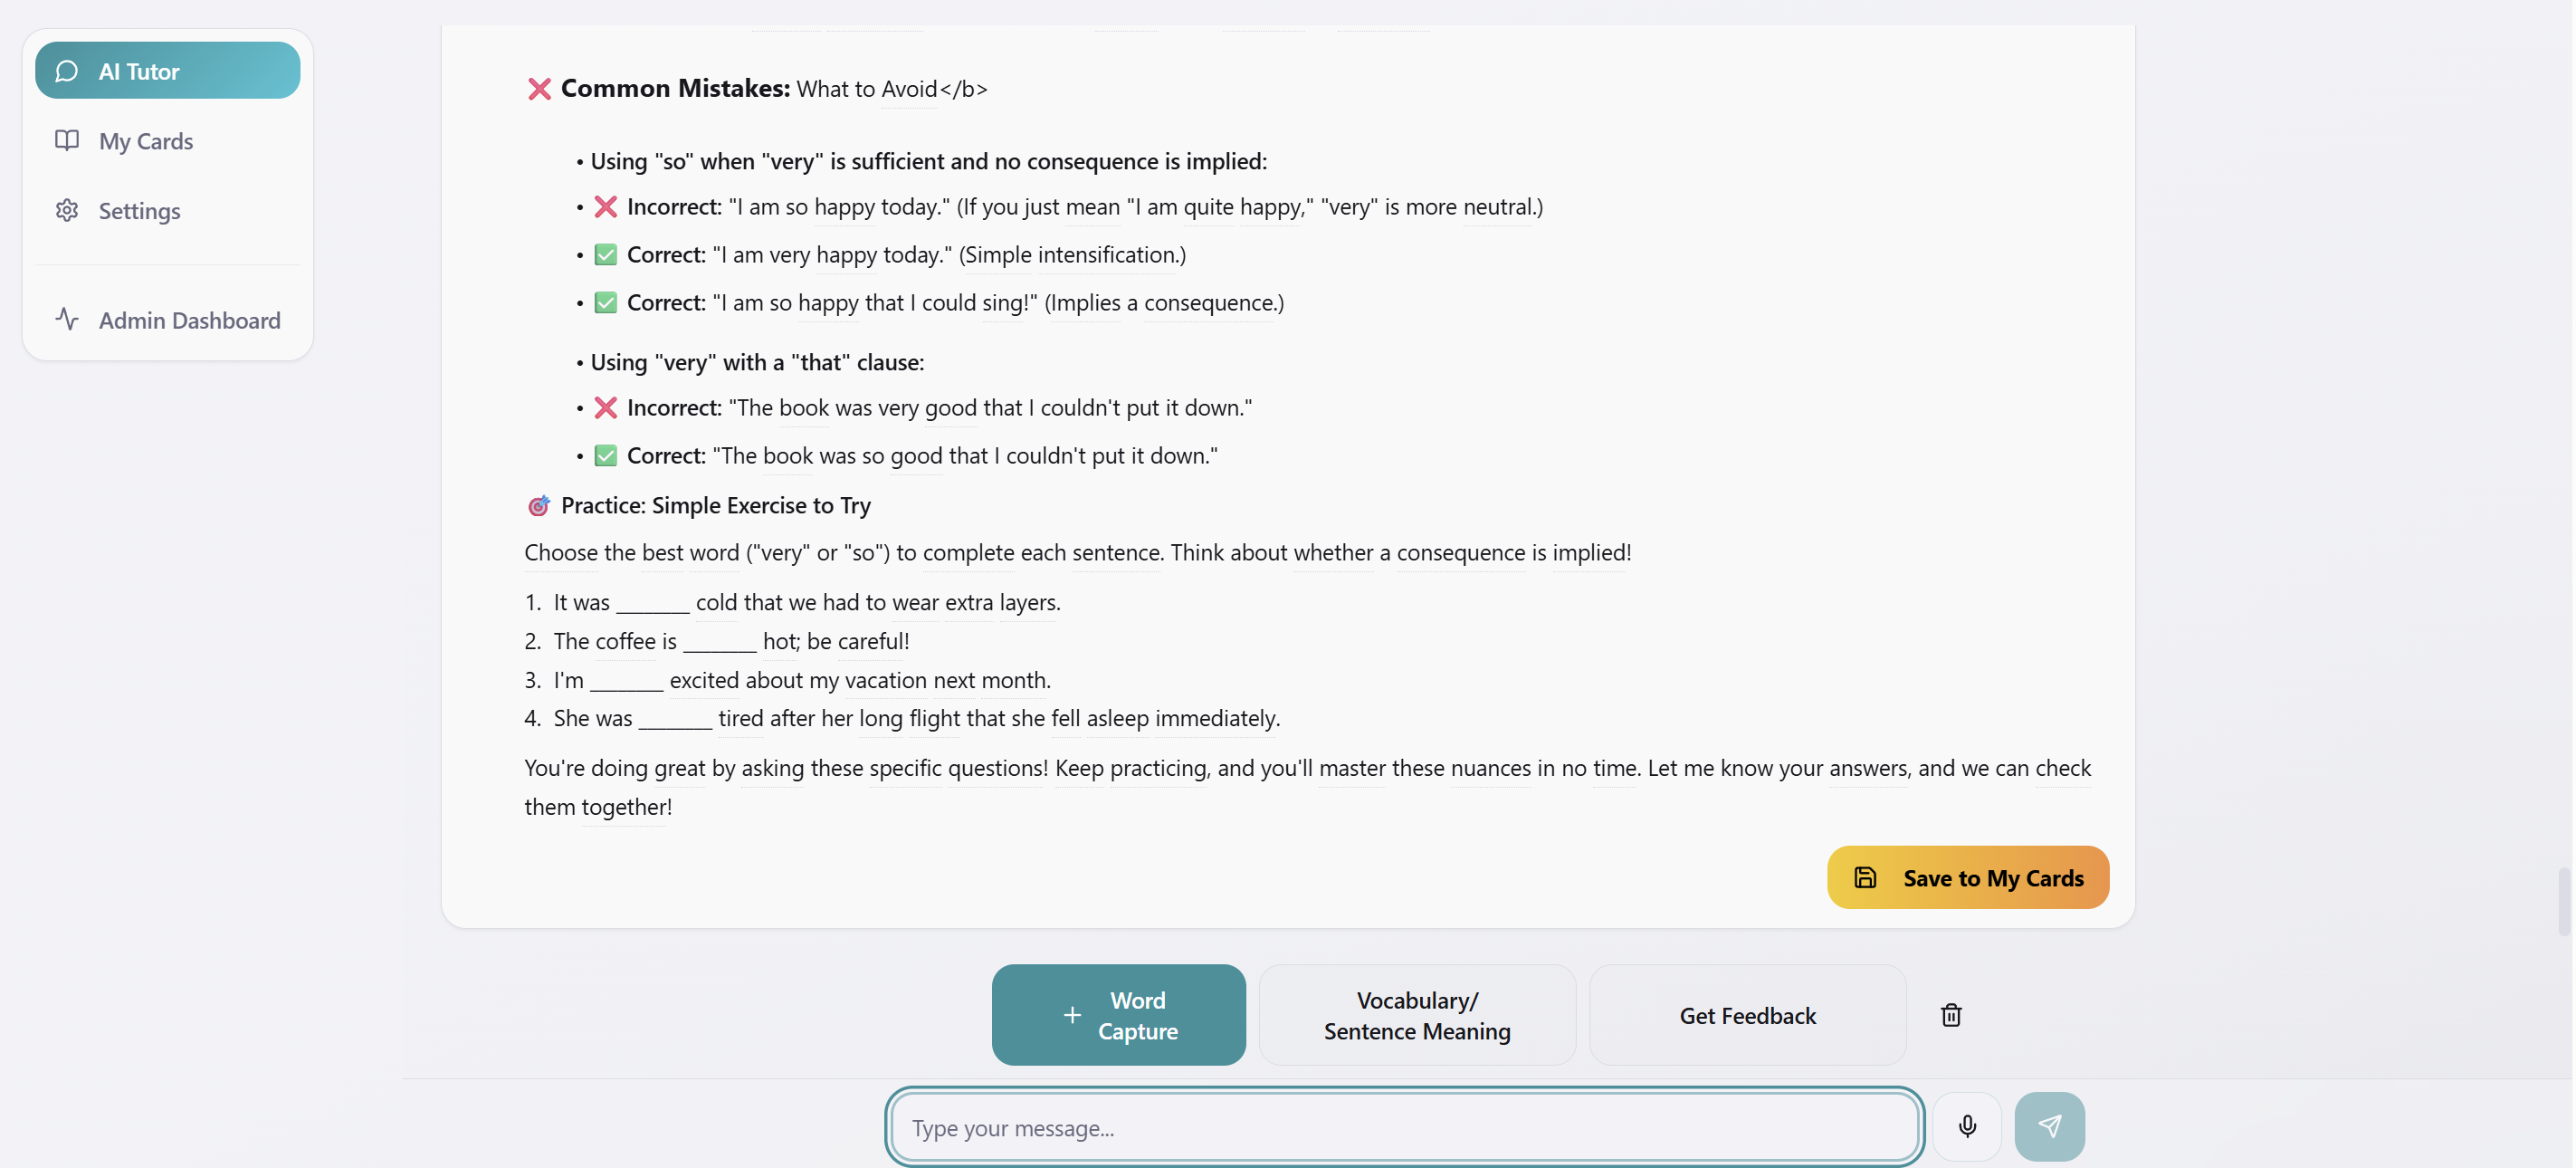 AI Tutor
My Cards
Settings
Admin Dashboard
❌ Common Mistakes: What to Avoid</b>
• Using "so" when "very" is sufficient and no consequence is implied:
• ❌ Incorrect: "I am so happy today." (If you just mean "I am quite happy," "very" is more neutral.)
• ✅ Correct: "I am very happy today." (Simple intensification.)
• ✅ Correct: "I am so happy that I could sing!" (Implies a consequence.)
• Using "very" with a "that" clause:
• ❌ Incorrect: "The book was very good that I couldn't put it down."
• ✅ Correct: "The book was so good that I couldn't put it down."
🎯 Practice: Simple Exercise to Try
Choose the best word ("very" or "so") to complete each sentence. Think about whether a consequence is implied!
1. It was _______ cold that we had to wear extra layers.
2. The coffee is _______ hot; be careful!
3. I'm _______ excited about my vacation next month.
4. She was _______ tired after her long flight that she fell asleep immediately.
You're doing great by asking these specific questions! Keep practicing, and you'll master these nuances in no time. Let me know your answers, and we can check
them together!
Save to My Cards
Word
Capture
Vocabulary/
Sentence Meaning
Get Feedback
Type your message...